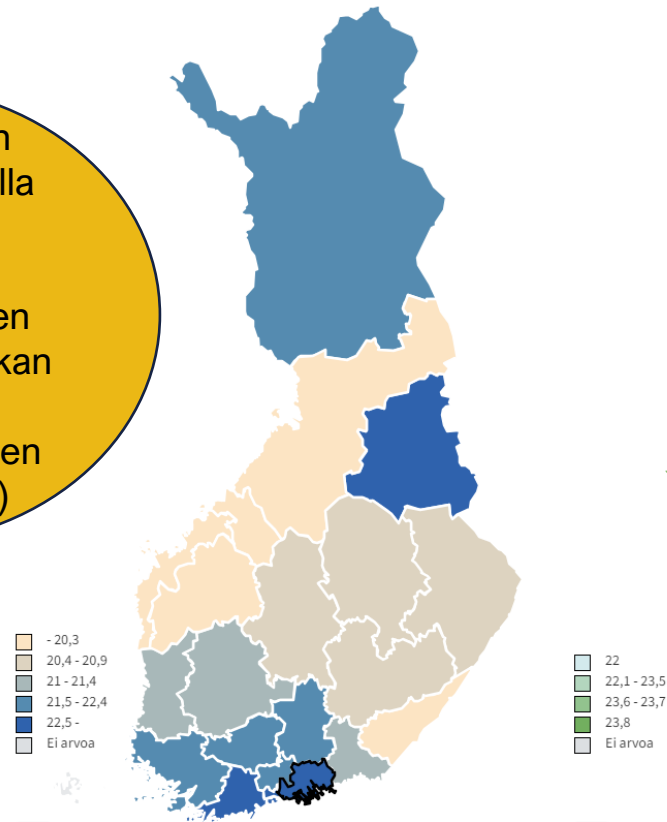 n
lla
en
kan
en
)
- 20,3
20,4 - 20,9
21 - 21,4
21,5 - 22,4
22,5 -
Ei arvoa
22
22,1 - 23,5
23,6 - 23,7
23,8
Ei arvoa